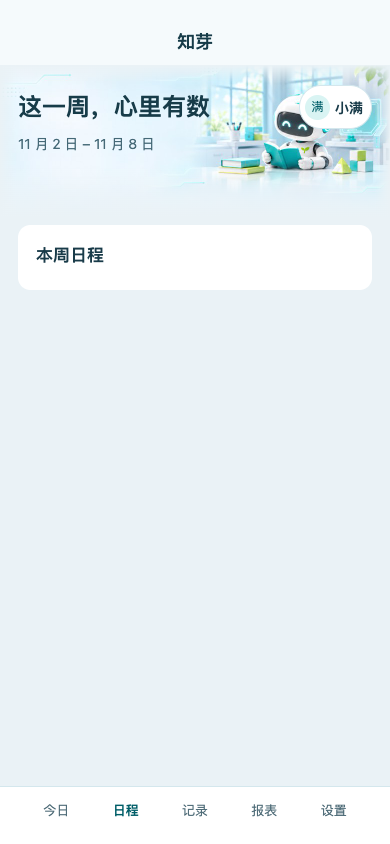 知芽
这一周，心里有数
满 小满
11 月 2 日 – 11 月 8 日
本周日程
今日 日程 记录 报表 设置